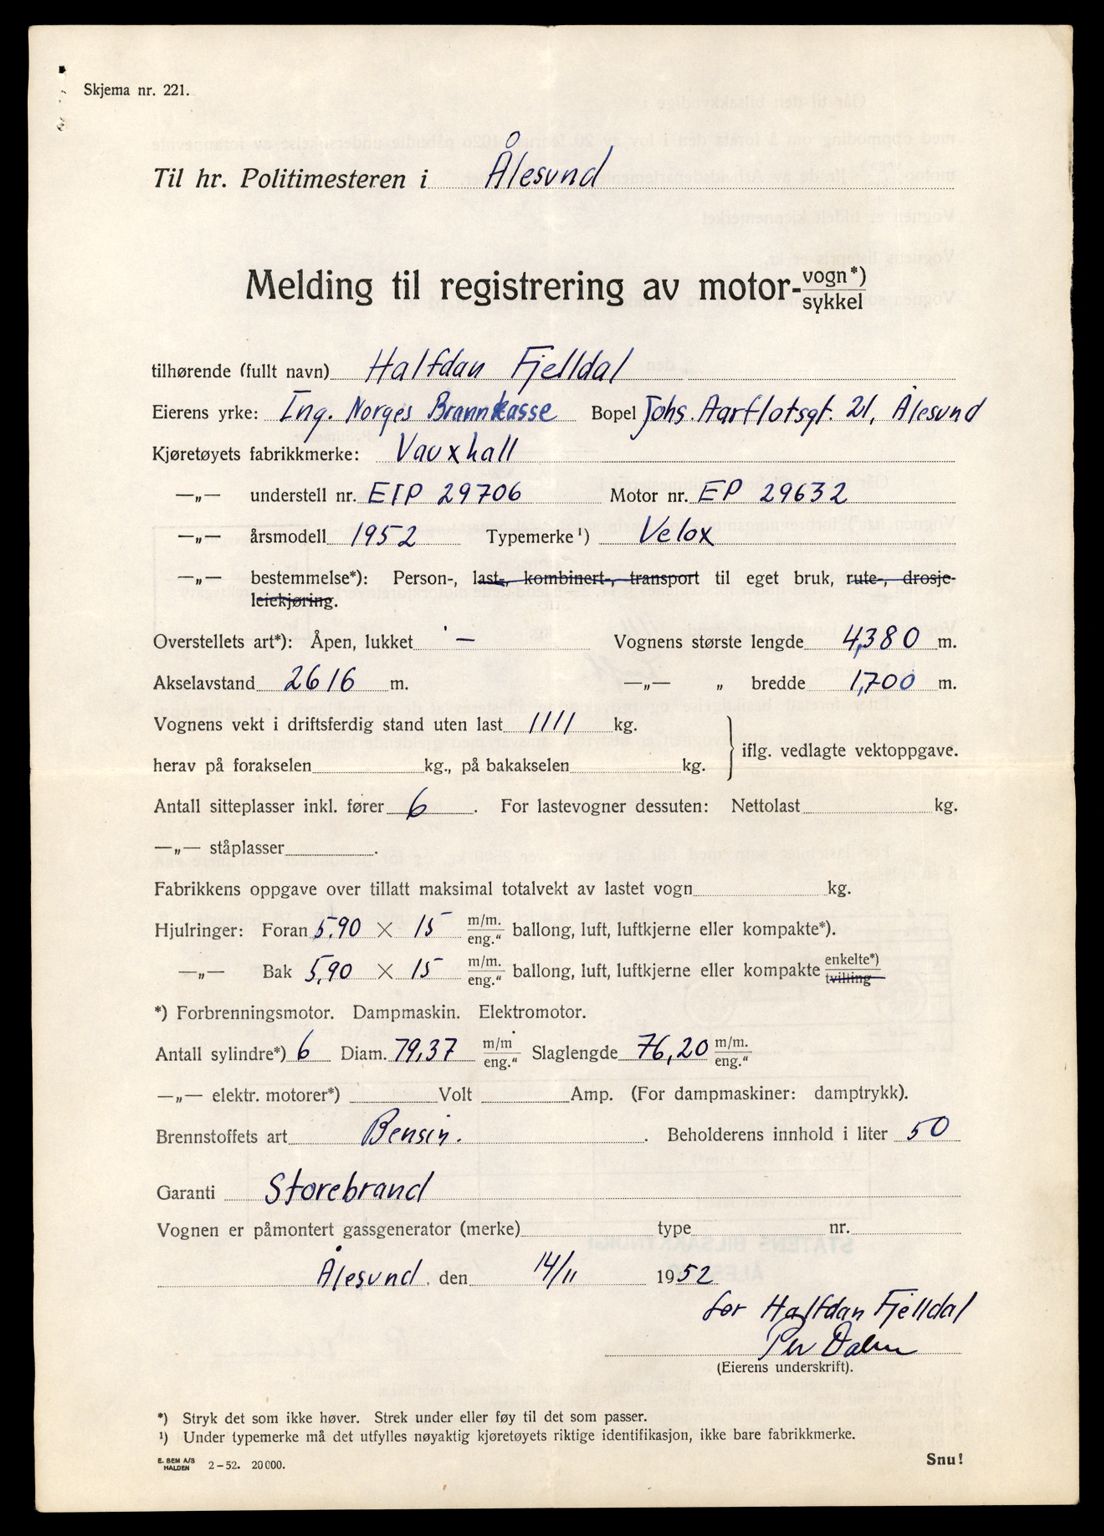 Skjema nr. 221.
Til hr. Politimesteren i Ålesund
Melding til registrering av motor-vogn*) sykkel
tilhørende (fullt navn) Halfdan Fjelldal
Eierens yrke: Ing. Norges Brannkasse Bopel Johs. Aarflotsgt. 21, Ålesund
Kjøretøyets fabrikkmerke: Vauxhall
—„— understell nr. EIP 29706 Motor nr. EP 29632
—„— årsmodell 1952 Typemerke¹) Velox
—„— bestemmelse*): Person-, last-, kombinert-, transport til eget bruk, rute-, drosje-
leiekjøring.
Overstellets art*): Åpen, lukket — Vognens største lengde 4,380 m.
Akselavstand 2616 m. —„— „ bredde 1,700 m.
Vognens vekt i driftsferdig stand uten last 1111 kg.
iflg. vedlagte vektoppgave.
herav på forakselen kg., på bakakselen kg.
Antall sitteplasser inkl. fører 6. For lastevogner dessuten: Nettolast kg.
—„— ståplasser .
Fabrikkens oppgave over tillatt maksimal totalvekt av lastet vogn kg.
Hjulringer: Foran 5.90 × 15 m/m. eng." ballong, luft, luftkjerne eller kompakte*).
—„— Bak 5,90 × 15 m/m. eng." ballong, luft, luftkjerne eller kompakte enkelte*) tvilling
*) Forbrenningsmotor. Dampmaskin. Elektromotor.
Antall sylindre*) 6 Diam. 79,37 m/m eng." Slaglengde 76,20 m/m. eng."
—„— elektr. motorer*) Volt Amp. (For dampmaskiner: damptrykk).
Brennstoffets art Bensin. . Beholderens innhold i liter 50
Garanti Storebrand
Vognen er påmontert gassgenerator (merke) type nr.
Ålesund, den 14/11 1952
for Halfdan Fjelldal
Per
(Eierens underskrift).
*) Stryk det som ikke høver. Strek under eller føy til det som passer.
¹) Under typemerke må det utfylles nøyaktig kjøretøyets riktige identifikasjon, ikke bare fabrikkmerke.
E. SEM A/S HALDEN 2-52. 20000.
Snu!